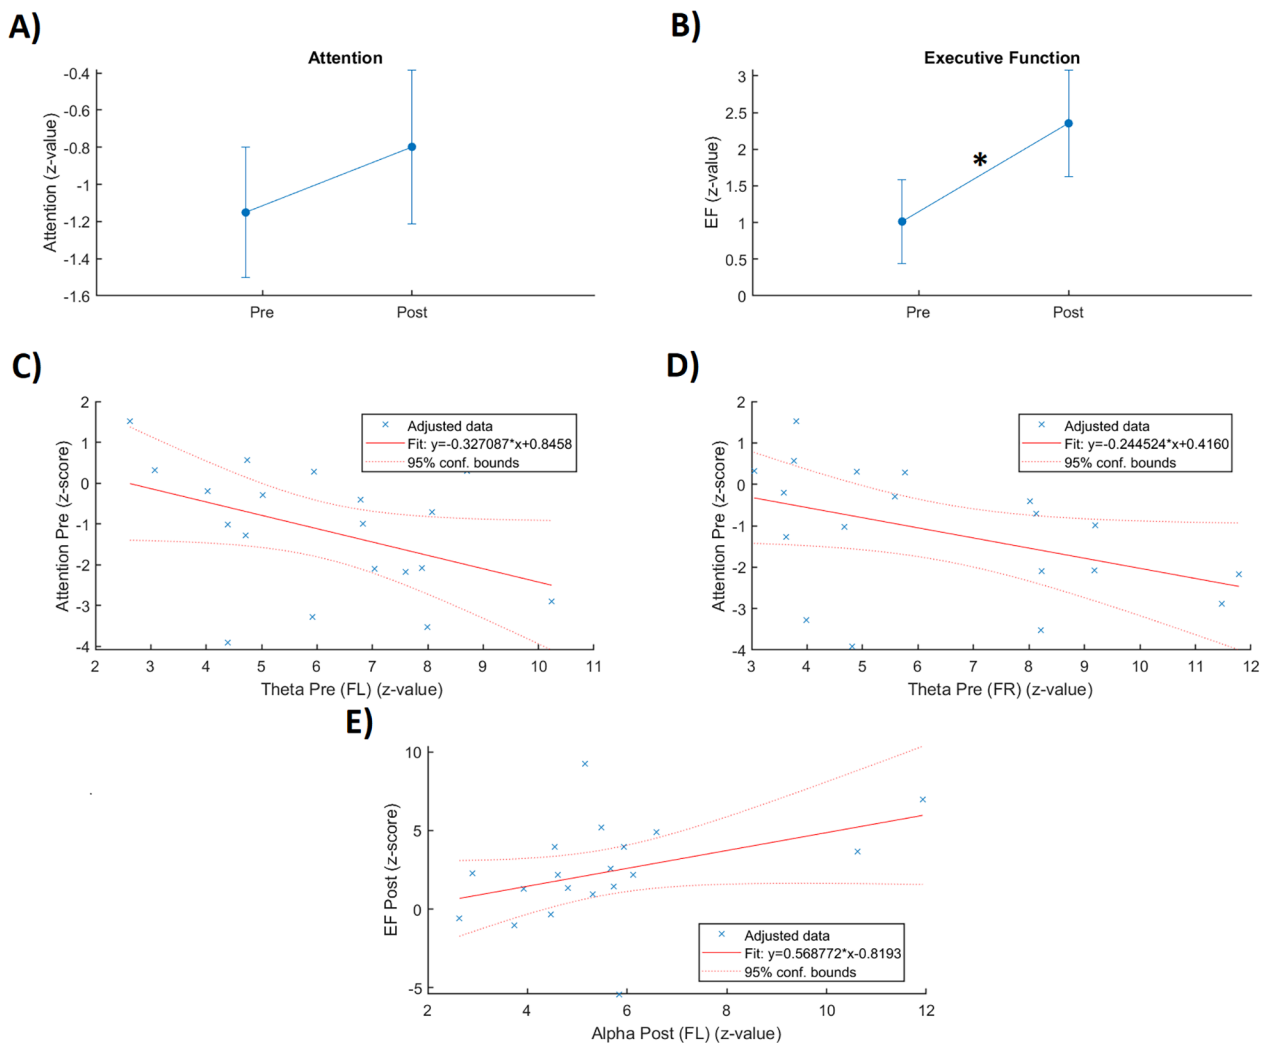 A)
Attention
Attention (z-value)
-0.4
-0.6
-0.8
-1
-1.2
-1.4
-1.6
Pre
Post
B)
Executive Function
EF (z-value)
3
2.5
2
*
1.5
1
0.5
0
Pre
Post
C)
Attention Pre (z-score)
2
1
0
-1
-2
-3
-4
Adjusted data
Fit: y=-0.327087*x+0.8458
95% conf. bounds
2 3 4 5 6 7 8 9 10 11
Theta Pre (FL) (z-value)
D)
Attention Pre (z-score)
2
1
0
-1
-2
-3
-4
Adjusted data
Fit: y=-0.244524*x+0.4160
95% conf. bounds
3 4 5 6 7 8 9 10 11 12
Theta Pre (FR) (z-value)
E)
EF Post (z-score)
10
5
0
-5
Adjusted data
Fit: y=0.568772*x-0.8193
95% conf. bounds
2 4 6 8 10 12
Alpha Post (FL) (z-value)